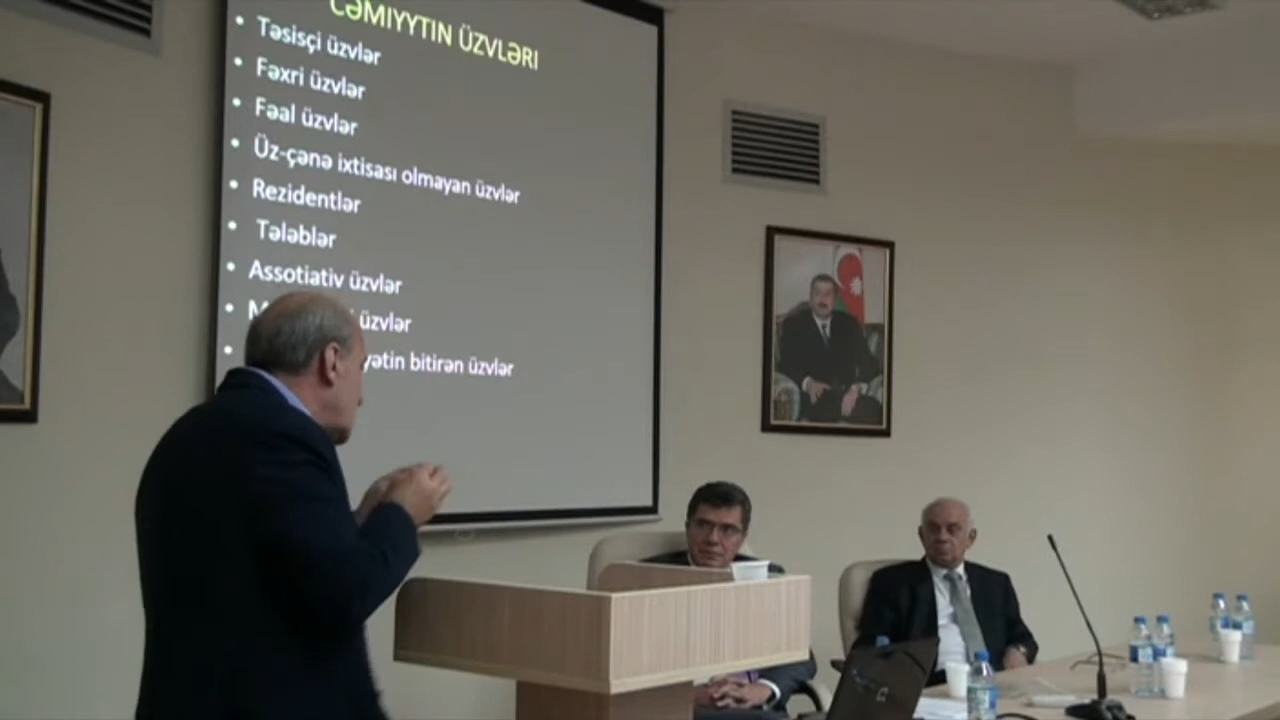 CƏMIYYTIN ÜZVLƏRI
• Təsisçi üzvlər
• Fəxri üzvlər
• Fəal üzvlər
• Üz-çənə ixtisası olmayan üzvlər
• Rezidentlər
• Tələblər
• Assotiativ üzvlər
• üzvlər
• bitirən üzvlər